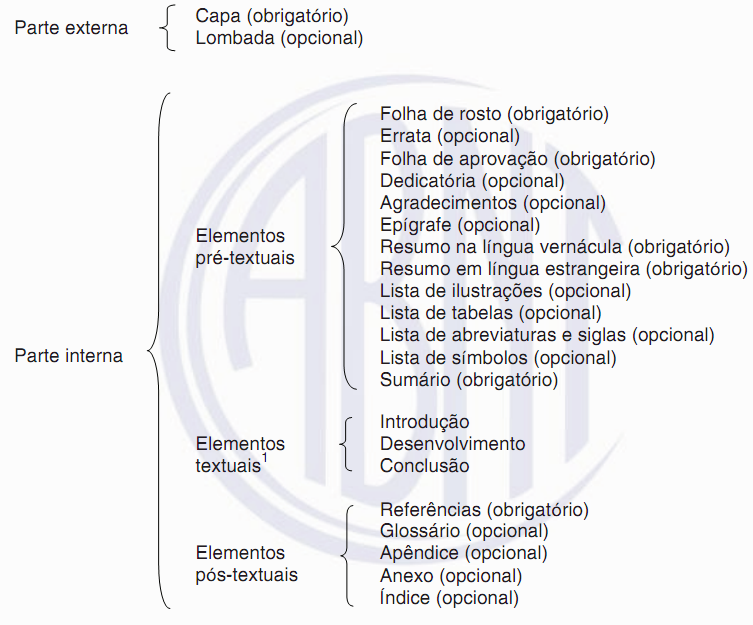 Parte externa
Capa (obrigatório)
Lombada (opcional)
Parte interna
Elementos
pré-textuais
Folha de rosto (obrigatório)
Errata (opcional)
Folha de aprovação (obrigatório)
Dedicatória (opcional)
Agradecimentos (opcional)
Epígrafe (opcional)
Resumo na língua vernácula (obrigatório)
Resumo em língua estrangeira (obrigatório)
Lista de ilustrações (opcional)
Lista de tabelas (opcional)
Lista de abreviaturas e siglas (opcional)
Lista de símbolos (opcional)
Sumário (obrigatório)
Elementos
textuais1
Introdução
Desenvolvimento
Conclusão
Elementos
pós-textuais
Referências (obrigatório)
Glossário (opcional)
Apêndice (opcional)
Anexo (opcional)
Índice (opcional)
ABNT